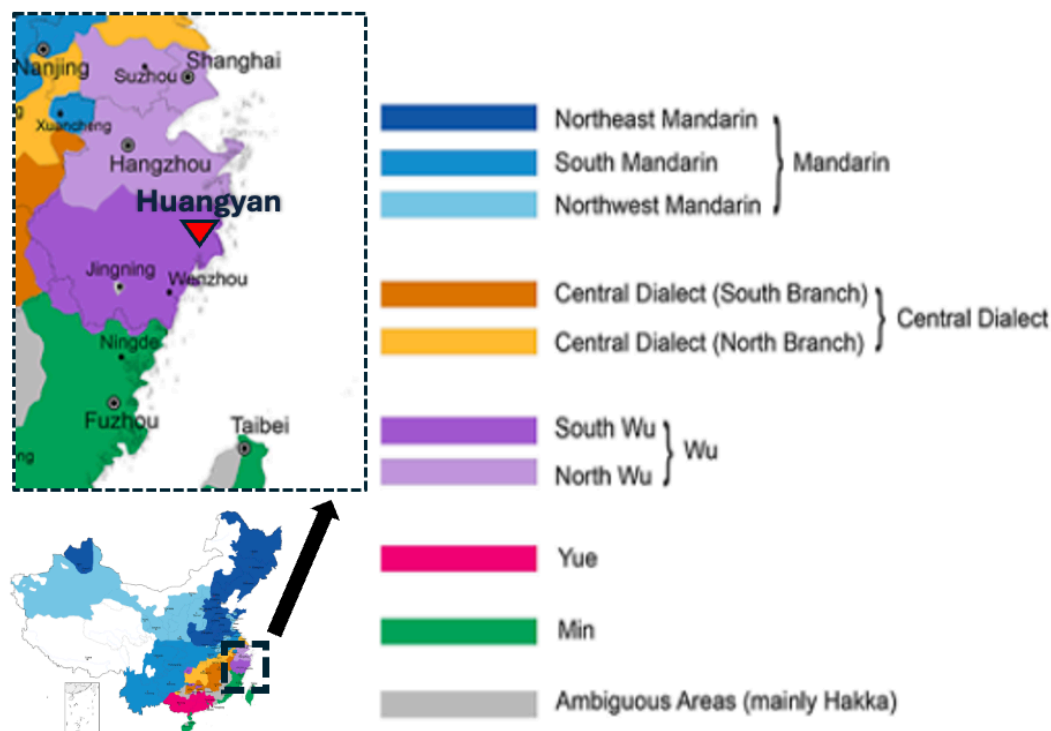 Nanjing
Suzhou
Shanghai
Xuancheng
Hangzhou
Huangyan
Jingning
Wenzhou
Ningde
Fuzhou
Taibei
Northeast Mandarin
South Mandarin
Northwest Mandarin
Mandarin
Central Dialect (South Branch)
Central Dialect (North Branch)
Central Dialect
South Wu
North Wu
Wu
Yue
Min
Ambiguous Areas (mainly Hakka)